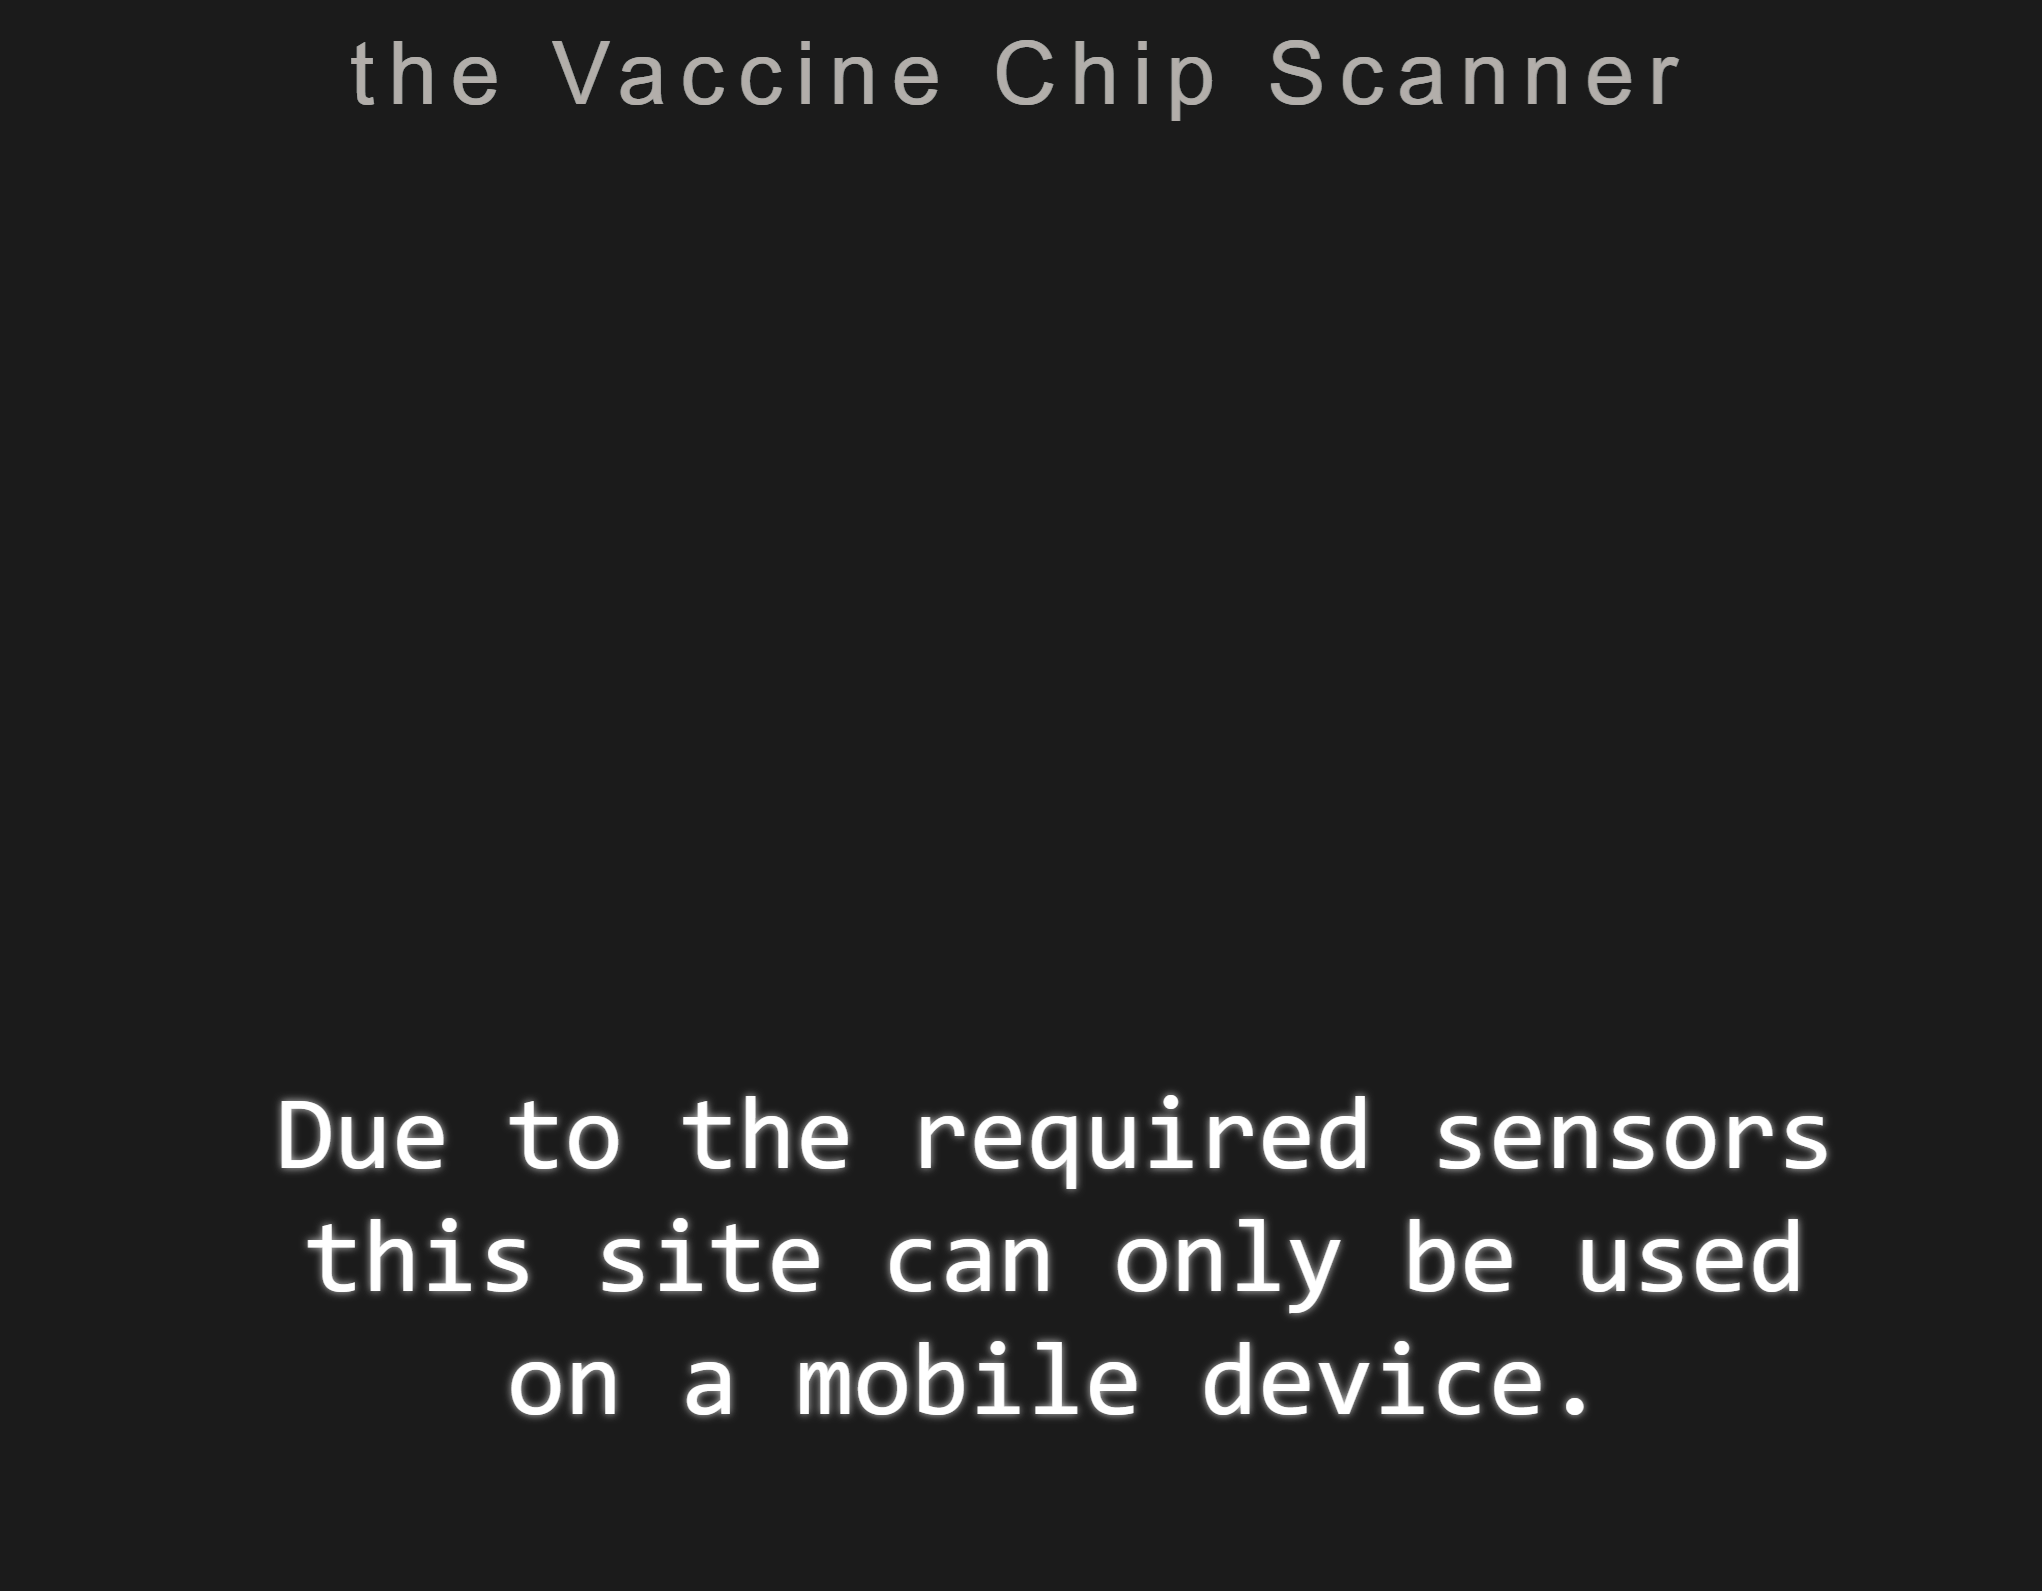 the Vaccine Chip Scanner
Due to the required sensors
this site can only be used
on a mobile device.